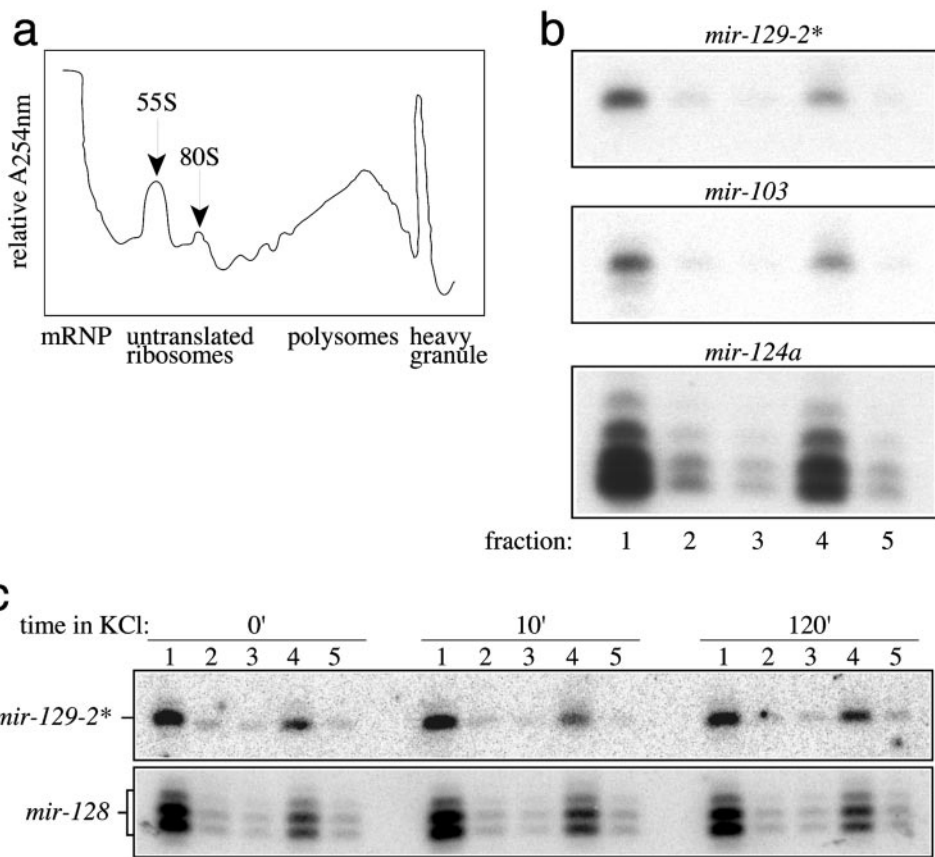 a
relative A254nm
55S
80S
mRNP
untranslated
ribosomes
polysomes
heavy
granule
b
mir-129-2*
mir-103
mir-124a
fraction: 1 2 3 4 5
c
time in KCl: 0' 10' 120'
1 2 3 4 5 1 2 3 4 5 1 2 3 4 5
mir-129-2*
mir-128